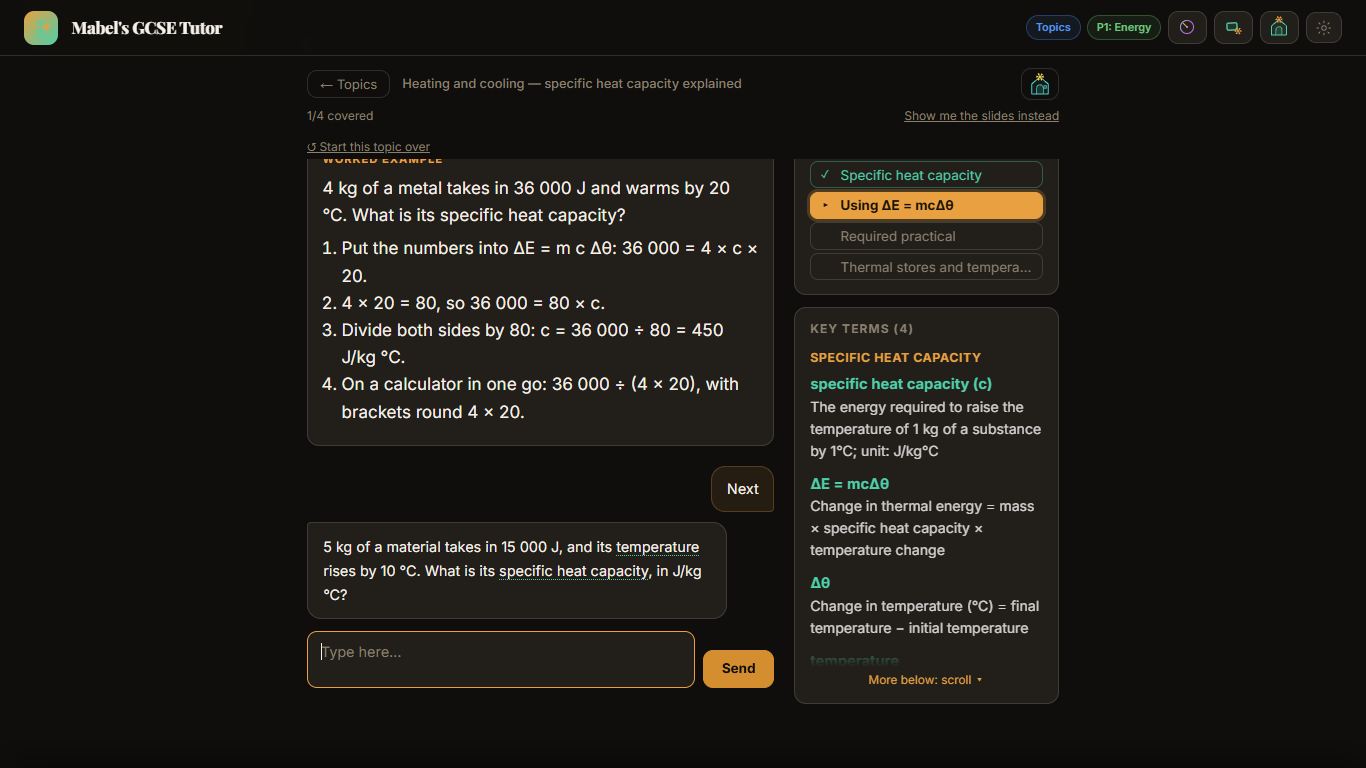 Mabel's GCSE Tutor
Topics
P1: Energy
← Topics
Heating and cooling — specific heat capacity explained
1/4 covered
Show me the slides instead
↺ Start this topic over
WORKED EXAMPLE
4 kg of a metal takes in 36 000 J and warms by 20
°C. What is its specific heat capacity?
1. Put the numbers into ΔE = m c Δθ: 36 000 = 4 × c ×
20.
2. 4 × 20 = 80, so 36 000 = 80 × c.
3. Divide both sides by 80: c = 36 000 ÷ 80 = 450
J/kg °C.
4. On a calculator in one go: 36 000 ÷ (4 × 20), with
brackets round 4 × 20.
Next
5 kg of a material takes in 15 000 J, and its temperature
rises by 10 °C. What is its specific heat capacity, in J/kg
°C?
Type here...
Send
✓ Specific heat capacity
▸ Using ΔE = mcΔθ
Required practical
Thermal stores and tempera...
KEY TERMS (4)
SPECIFIC HEAT CAPACITY
specific heat capacity (c)
The energy required to raise the
temperature of 1 kg of a substance
by 1°C; unit: J/kg°C
ΔE = mcΔθ
Change in thermal energy = mass
× specific heat capacity ×
temperature change
Δθ
Change in temperature (°C) = final
temperature − initial temperature
temperature
More below: scroll ▾